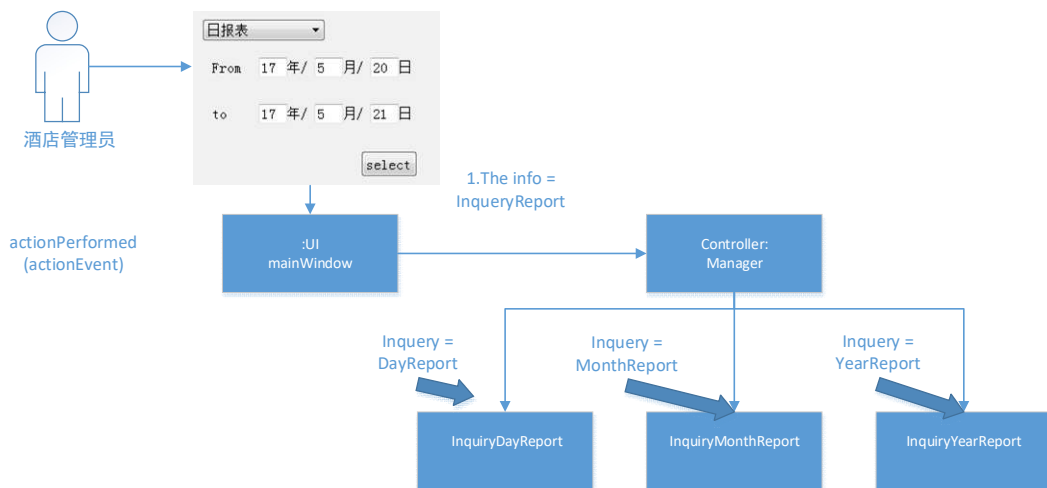 日报表
From 17 年/ 5 月/ 20 日
to 17 年/ 5 月/ 21 日
select
酒店管理员
1.The info =
InqueryReport
actionPerformed
(actionEvent)
:UI
mainWindow
Controller:
Manager
Inquery =
DayReport
Inquery =
MonthReport
Inquery =
YearReport
InquiryDayReport
InquiryMonthReport
InquiryYearReport